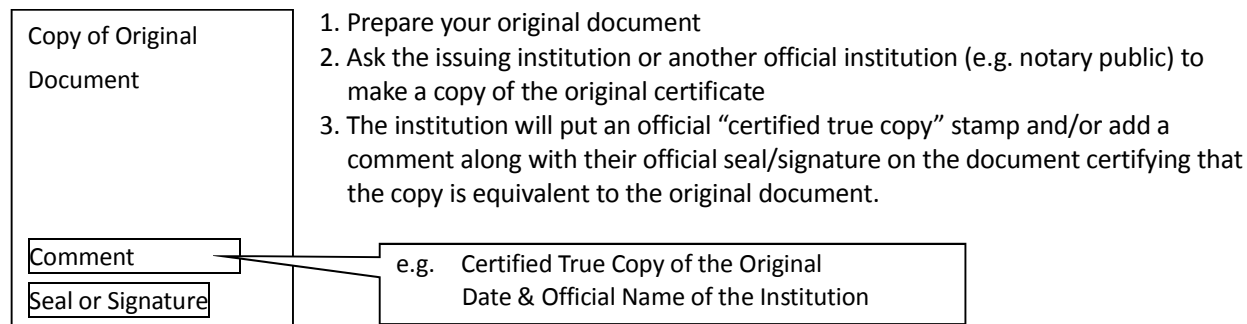 Copy of Original
Document
1. Prepare your original document
2. Ask the issuing institution or another official institution (e.g. notary public) to
make a copy of the original certificate
3. The institution will put an official “certified true copy” stamp and/or add a
comment along with their official seal/signature on the document certifying that
the copy is equivalent to the original document.
Comment
Seal or Signature
e.g. Certified True Copy of the Original
Date & Official Name of the Institution